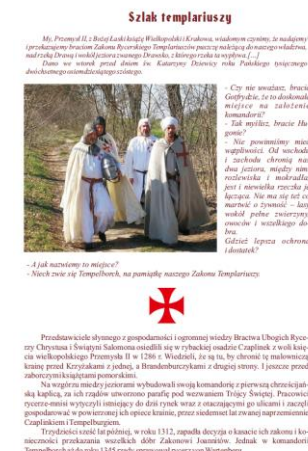 Szlak templariuszy
My, Przemysł II, z Bożej Łaski książę Wielkopolski i Krakowa, wiadomym czynimy, że nadajemy
i przekazujemy braciom Zakonu Rycerskiego Templariuszów puszczę należącą do naszego władztwa,
nad rzeką Drawą i wokół jeziora zwanego Drawsko, z którego rzeka ta wypływa. [...]
Dano we wtorek przed dniem św. Katarzyny Dziewicy roku Pańskiego tysięcznego
dwóchsetnego osiemdziesiątego szóstego.
- Czy nie uważasz, bracie
Gotfrydzie, że to doskonałe
miejsce na założenie
komandorii?
- Tak myślisz, bracie Hu-
gonie?
- Nie powinniśmy mieć
wątpliwości. Od wschodu
i zachodu chronią nas
dwa jeziora, między nimi
rozlewiska i mokradła,
jest i niewielka rzeczka je
łącząca. Nie ma się też co
martwić o żywność – lasy
wokół pełne zwierzyny,
owoców i wszelkiego do-
bra.
Gdzież lepsza ochrona
i dostatek?
- A jak nazwiemy to miejsce?
- Niech zwie się Tempelborch, na pamiątkę naszego Zakonu Templariuszy.
Przedstawiciele słynnego z gospodarności i ogromnej wiedzy Bractwa Ubogich Ryce-
rzy Chrystusa i Świątyni Salomona osiedlili się w rybackiej osadzie Czaplinek z woli księ-
cia wielkopolskiego Przemysła II w 1286 r. Wiedzieli, że są tu, by chronić tę malowniczą
krainę przed Krzyżakami z jednej, a Brandenburczykami z drugiej strony. I jeszcze przed
zaborczymi książętami pomorskimi.
Na wzgórzu między jeziorami wybudowali swoją komandorię z pierwszą chrześcijań-
ską kaplicą, za ich rządów utworzono parafię pod wezwaniem Trójcy Świętej. Pracowici
rycerze-mnisi wytyczyli istniejący do dziś rynek wraz z otaczającymi go ulicami i zaczęli
gospodarować w powierzonej ich opiece krainie, przez siedemset lat zwanej naprzemiennie
Czaplinkiem i Tempelburgiem.
Trzydzieści sześć lat później, w roku 1312, zapadła decyzja o kasacie ich zakonu i ko-
nieczności przekazania wszelkich dóbr Zakonowi Joannitów. Jednak w komandorii
Tempelborch aż do roku 1345 rządy sprawował